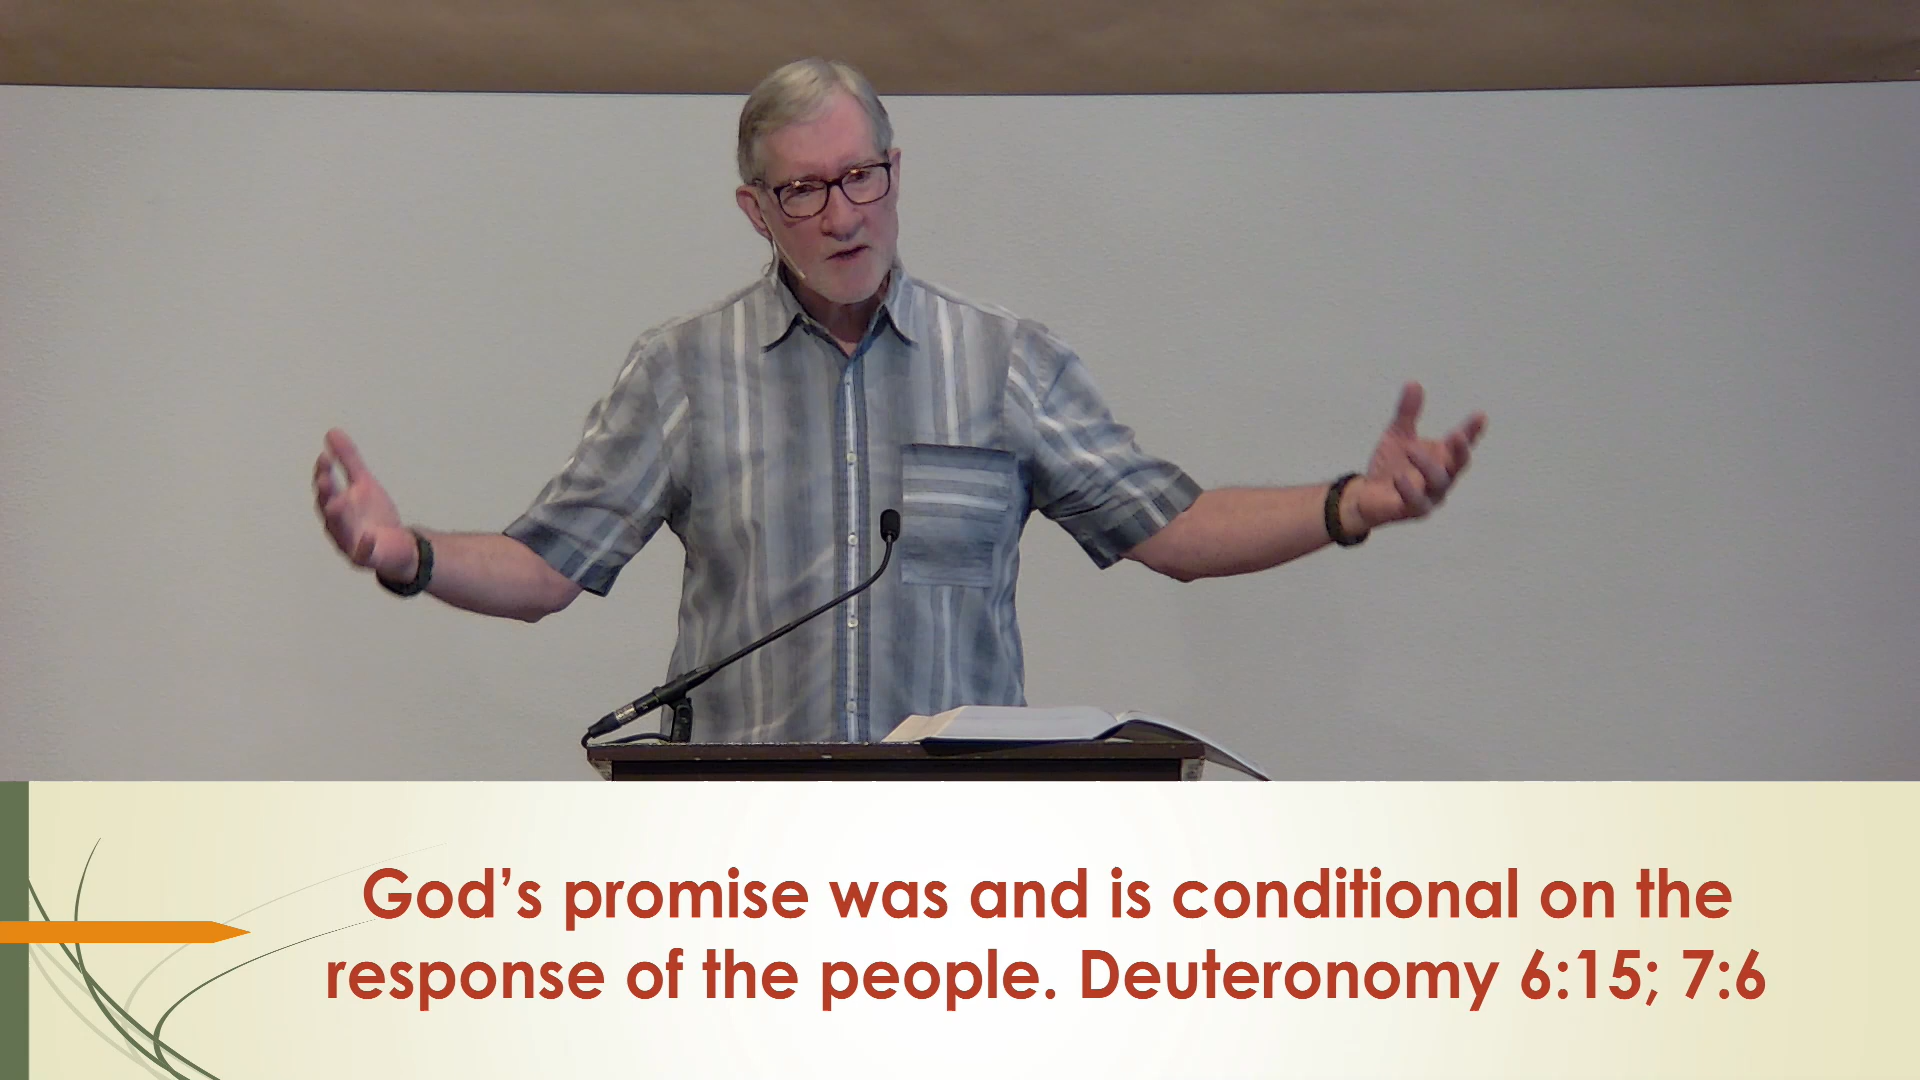 God’s promise was and is conditional on the
response of the people. Deuteronomy 6:15; 7:6